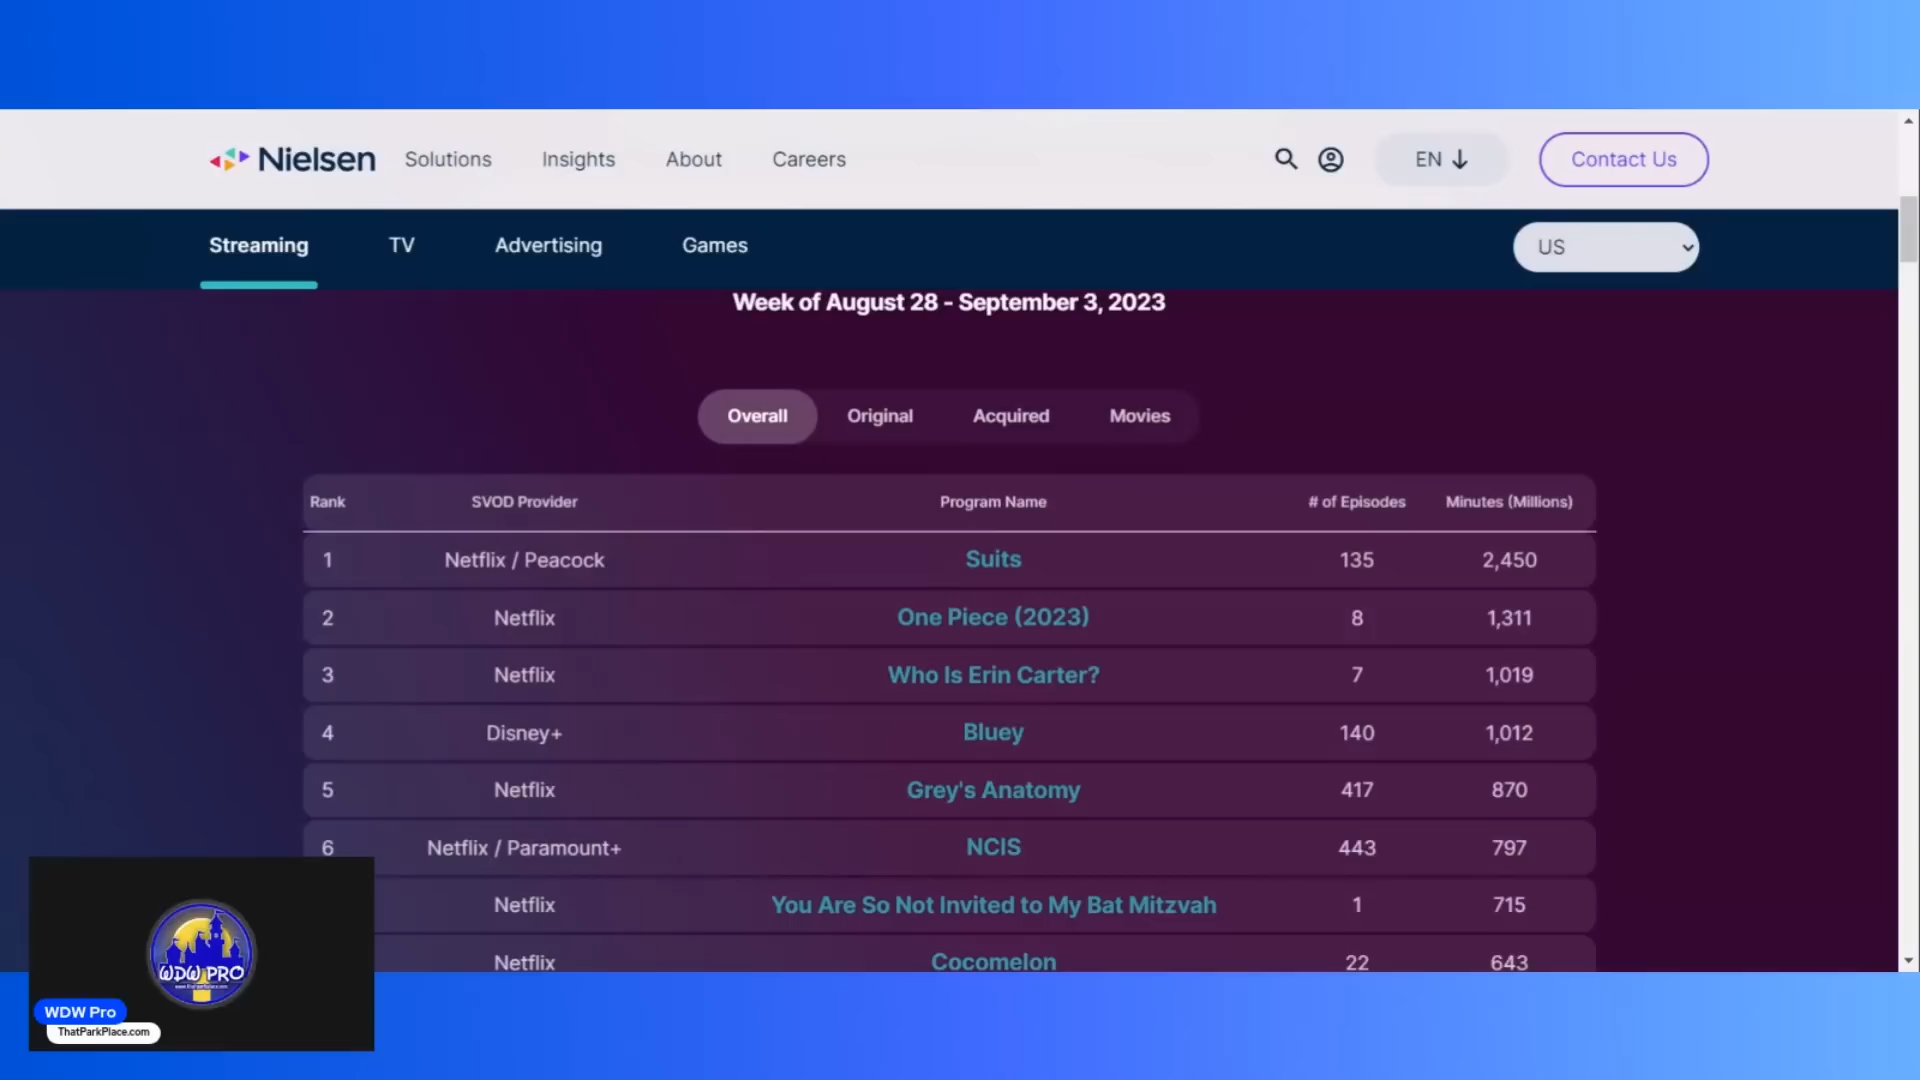 Nielsen Solutions Insights About Careers EN Contact Us
Streaming TV Advertising Games US
Week of August 28 - September 3, 2023
Overall Original Acquired Movies
Rank SVOD Provider Program Name # of Episodes Minutes (Millions)
1 Netflix / Peacock Suits 135 2,450
2 Netflix One Piece (2023) 8 1,311
3 Netflix Who Is Erin Carter? 7 1,019
4 Disney+ Bluey 140 1,012
5 Netflix Grey's Anatomy 417 870
6 Netflix / Paramount+ NCIS 443 797
Netflix You Are So Not Invited to My Bat Mitzvah 1 715
Netflix Cocomelon 22 643
WDW PRO
WDW Pro
ThatParkPlace.com